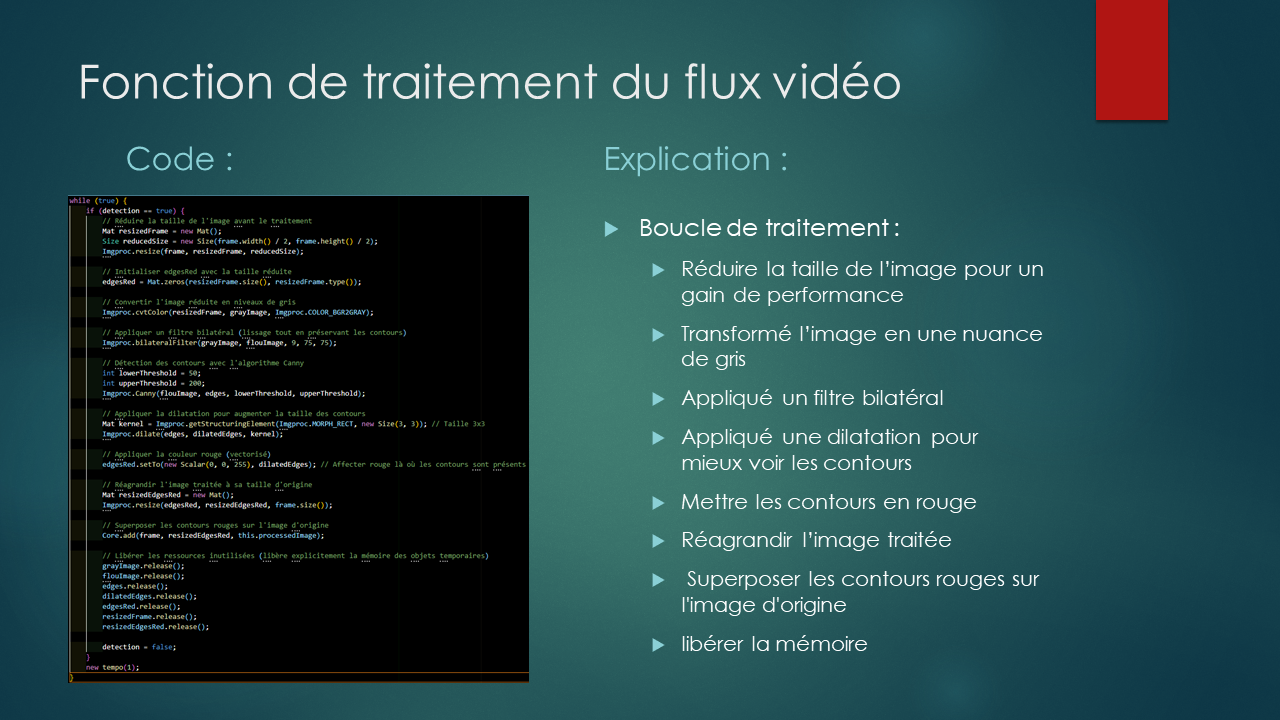 Fonction de traitement du flux vidéo
Code :
while (true) {
if (detection == true) {
// Réduire la taille de l'image avant le traitement
Mat resizedFrame = new Mat();
Size reducedSize = new Size(frame.width() / 2, frame.height() / 2);
Imgproc.resize(frame, resizedFrame, reducedSize);
// Initialiser edgesRed avec la taille réduite
edgesRed = Mat.zeros(resizedFrame.size(), resizedFrame.type());
// Convertir l'image réduite en niveaux de gris
Imgproc.cvtColor(resizedFrame, grayImage, Imgproc.COLOR_BGR2GRAY);
// Appliquer un filtre bilatéral (lissage tout en préservant les contours)
Imgproc.bilateralFilter(grayImage, flouImage, 9, 75, 75);
// Détection des contours avec l'algorithme Canny
int lowerThreshold = 50;
int upperThreshold = 200;
Imgproc.Canny(flouImage, edges, lowerThreshold, upperThreshold);
// Appliquer la dilatation pour augmenter la taille des contours
Mat kernel = Imgproc.getStructuringElement(Imgproc.MORPH_RECT, new Size(3, 3)); // Taille 3x3
Imgproc.dilate(edges, dilatedEdges, kernel);
// Appliquer la couleur rouge (vectorisé)
edgesRed.setTo(new Scalar(0, 0, 255), dilatedEdges); // Affecter rouge là où les contours sont présents
// Réagrandir l'image traitée à sa taille d'origine
Mat resizedEdgesRed = new Mat();
Imgproc.resize(edgesRed, resizedEdgesRed, frame.size());
// Superposer les contours rouges sur l'image d'origine
Core.add(frame, resizedEdgesRed, this.processedImage);
// Libérer les ressources inutilisées (libère explicitement la mémoire des objets temporaires)
grayImage.release();
flouImage.release();
edges.release();
dilatedEdges.release();
edgesRed.release();
resizedFrame.release();
resizedEdgesRed.release();
detection = false;
}
new tempo(1);
}
Explication :
Boucle de traitement :
Réduire la taille de l’image pour un
gain de performance
Transformé l’image en une nuance
de gris
Appliqué un filtre bilatéral
Appliqué une dilatation pour
mieux voir les contours
Mettre les contours en rouge
Réagrandir l’image traitée
Superposer les contours rouges sur
l'image d'origine
libérer la mémoire